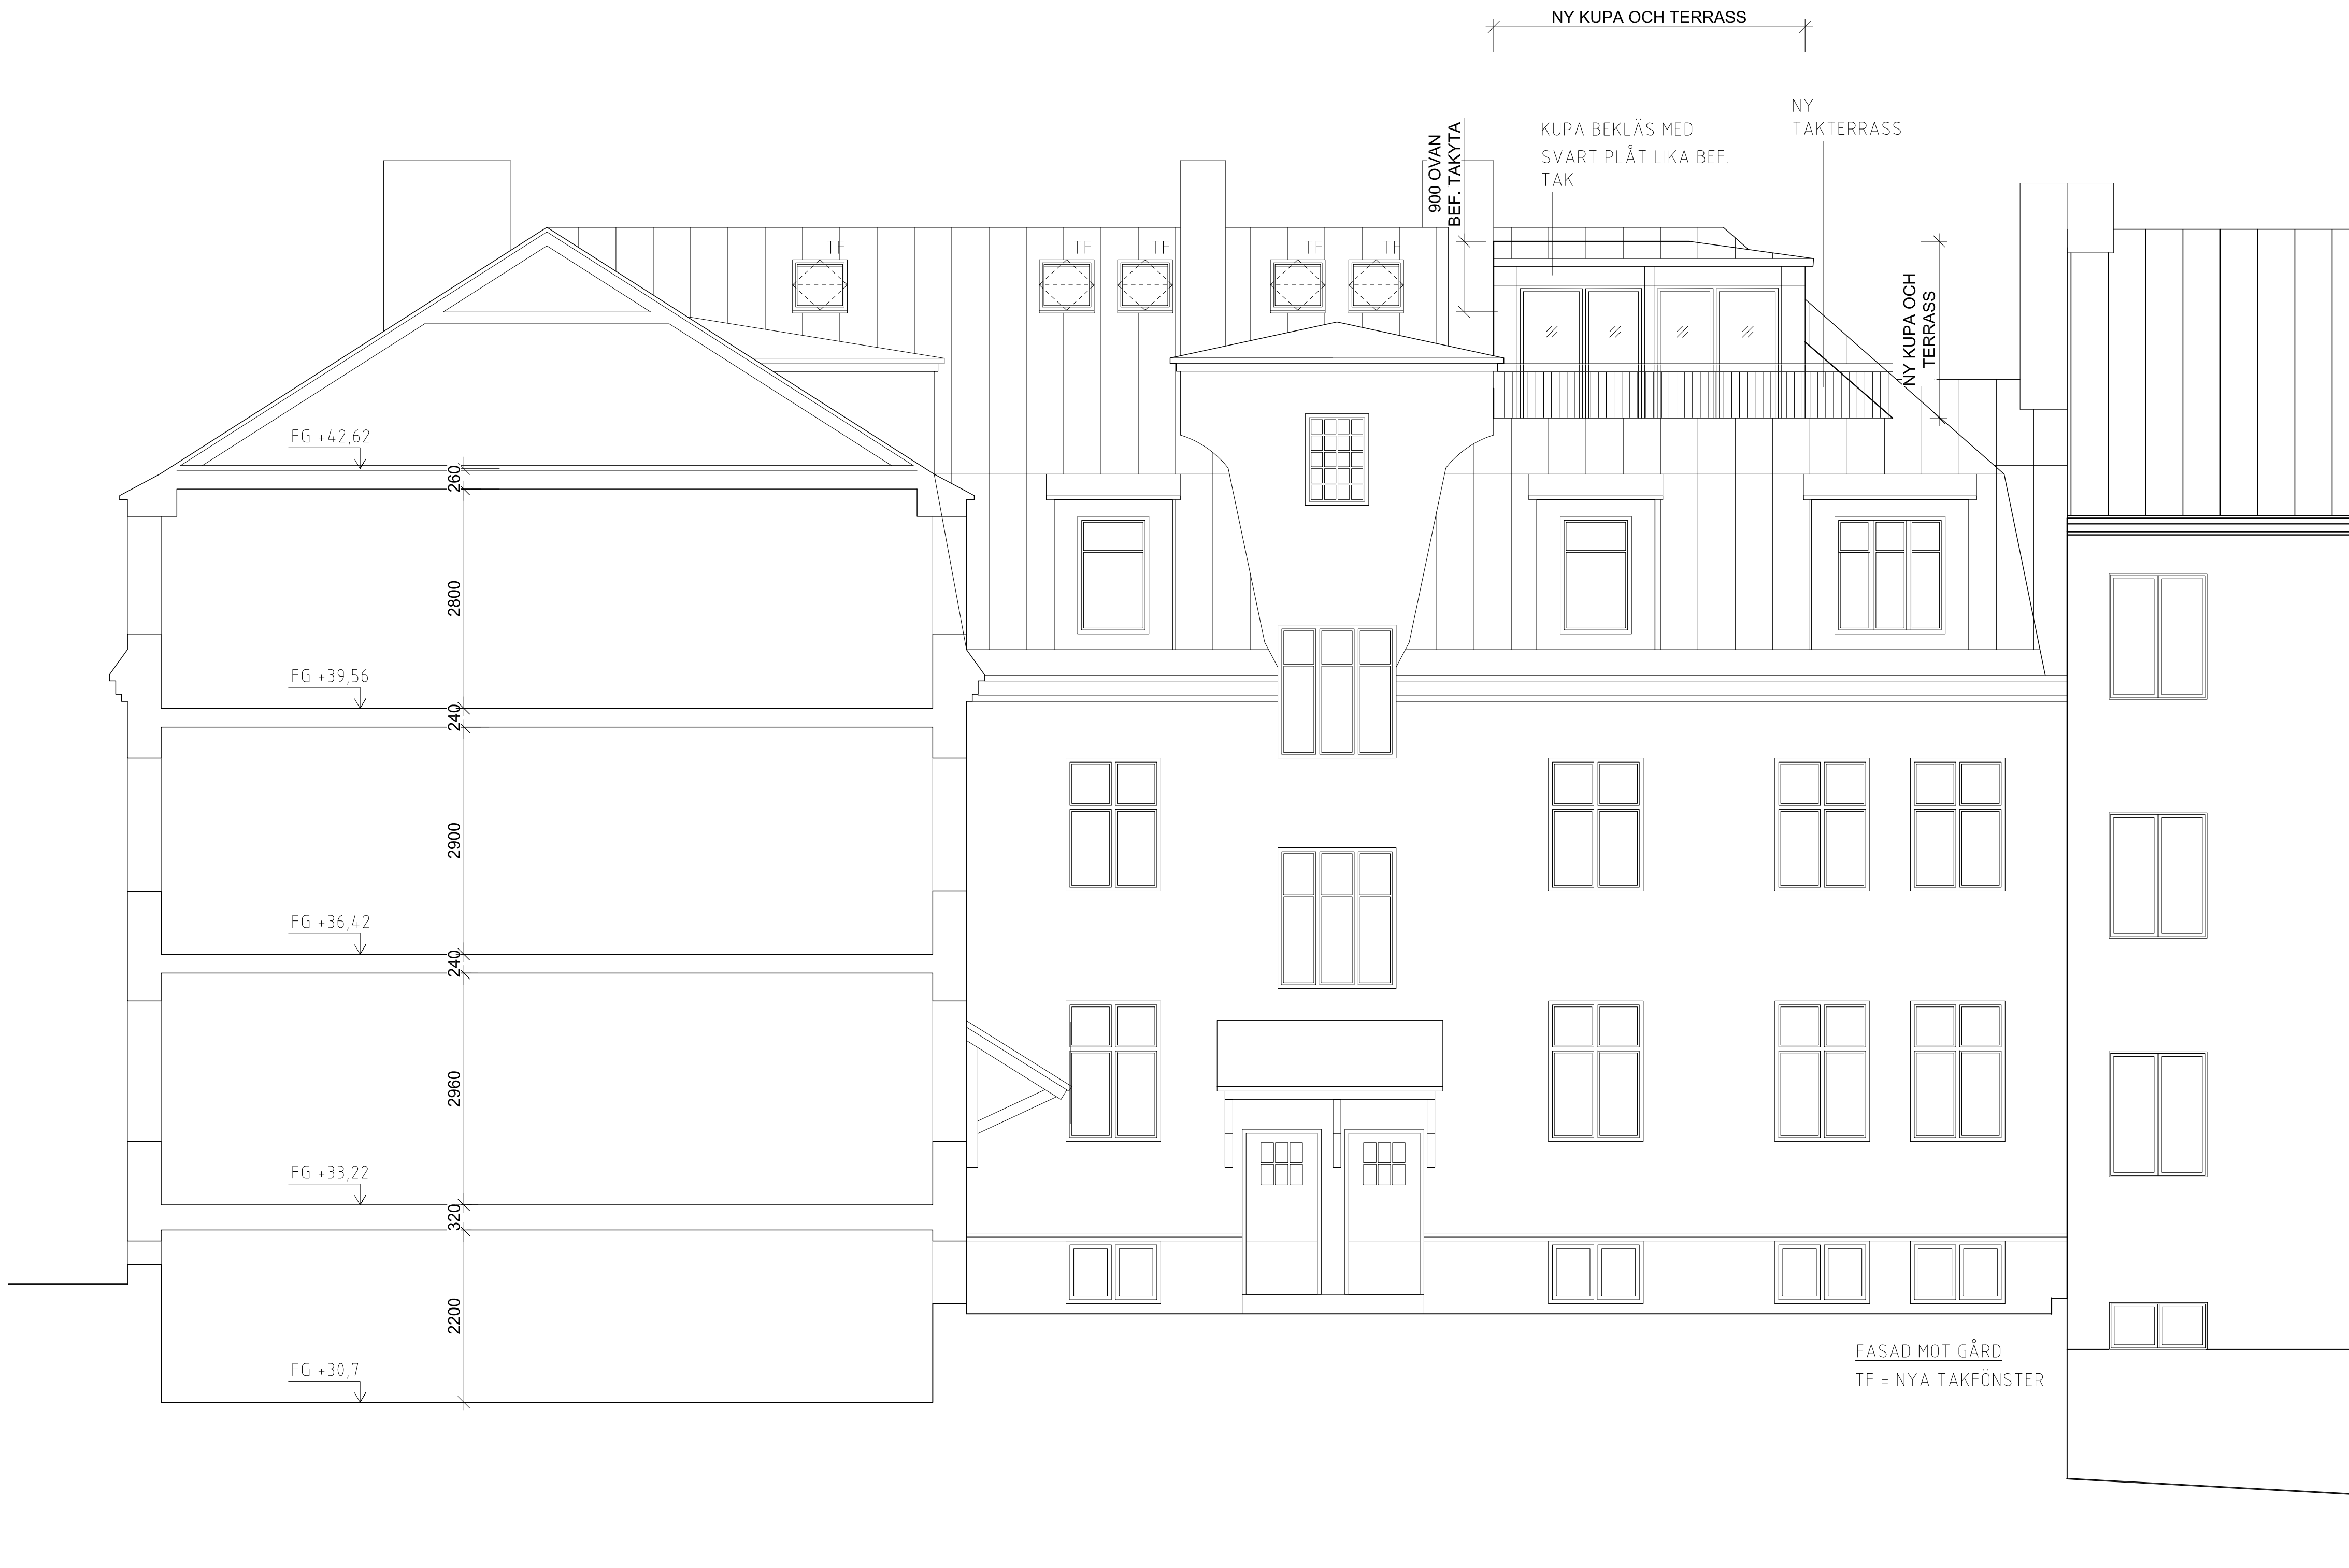 NY KUPA OCH TERRASS
NY
TAKTERRASS
KUPA BEKLÄS MED
SVART PLÅT LIKA BEF.
TAK
900 OVAN
BEF. TAKYTA
TF
TF
TF
TF
TF
NY KUPA OCH
TERRASS
FG +42,62
260
2800
FG +39,56
240
2900
FG +36,42
240
2960
FG +33,22
320
2200
FG +30,7
FASAD MOT GÅRD
TF = NYA TAKFÖNSTER